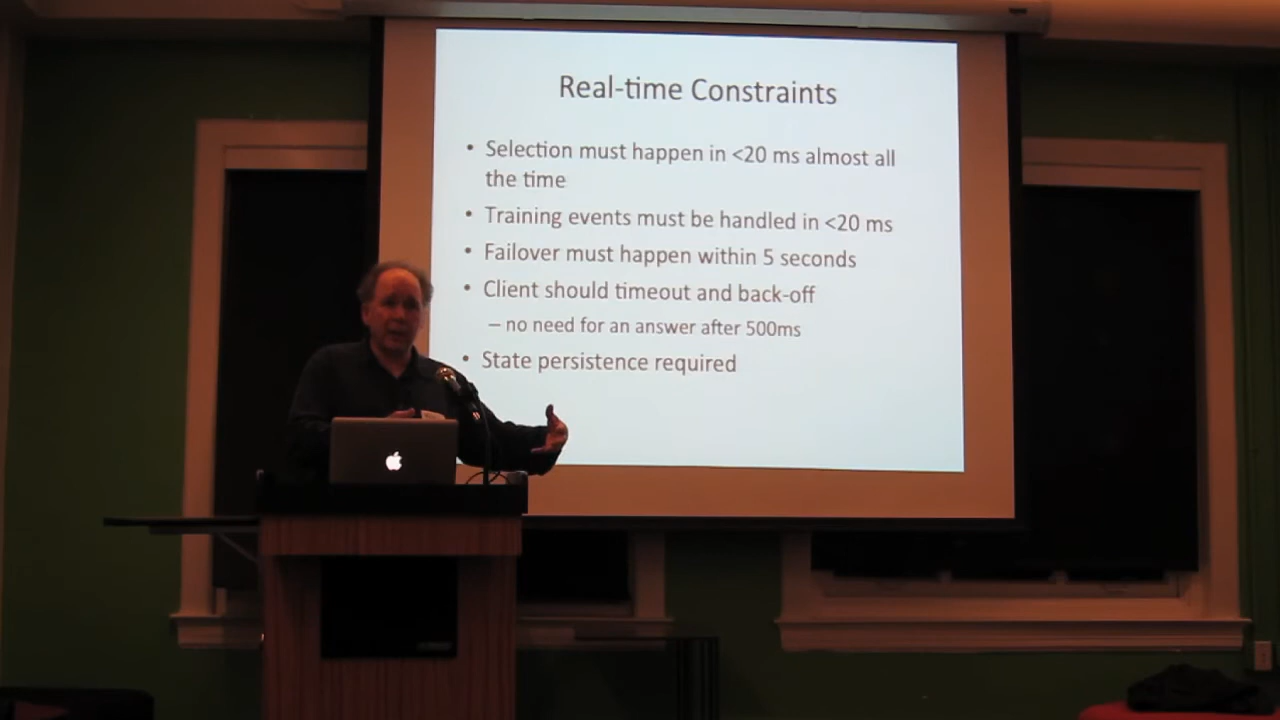 Real-time Constraints
• Selection must happen in <20 ms almost all
the time
• Training events must be handled in <20 ms
• Failover must happen within 5 seconds
• Client should timeout and back-off
– no need for an answer after 500ms
• State persistence required